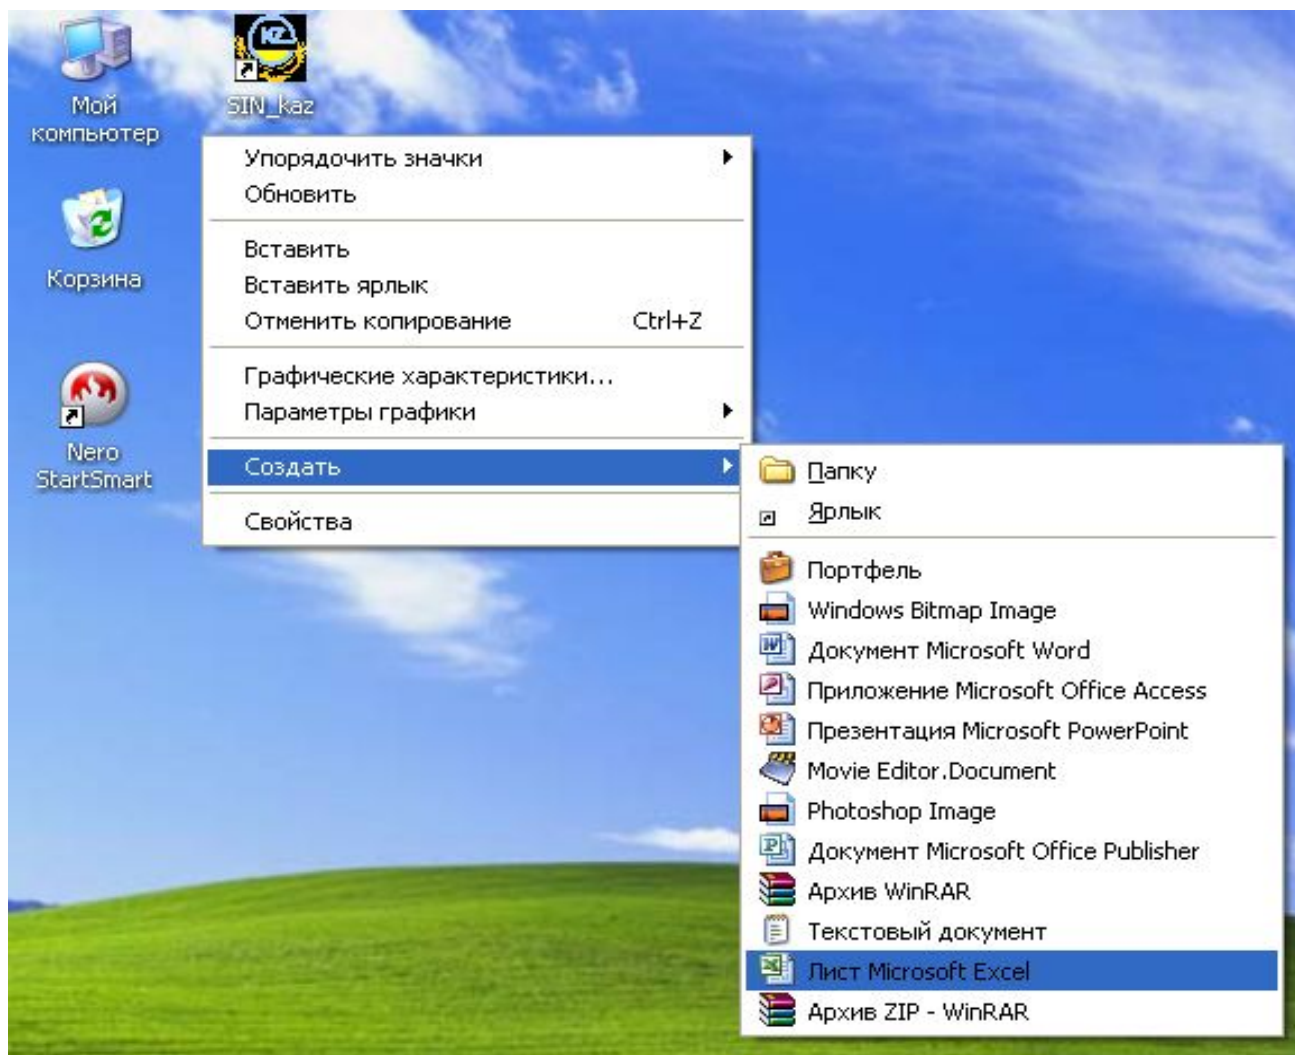 Мой
компьютер
KZ
SIN_kaz
Корзина
Nero
StartSmart
Упорядочить значки
Обновить
Вставить
Вставить ярлык
Отменить копирование Ctrl+Z
Графические характеристики...
Параметры графики
Создать
Свойства
Папку
Ярлык
Портфель
Windows Bitmap Image
Документ Microsoft Word
Приложение Microsoft Office Access
Презентация Microsoft PowerPoint
Movie Editor.Document
Photoshop Image
Документ Microsoft Office Publisher
Архив WinRAR
Текстовый документ
Лист Microsoft Excel
Архив ZIP - WinRAR